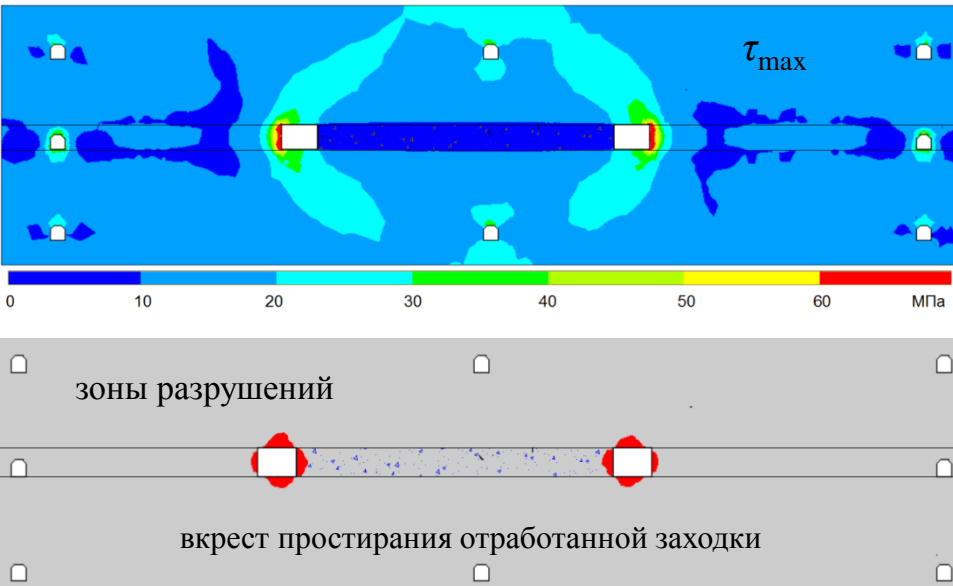 τmax
0 10 20 30 40 50 60 МПа
зоны разрушений
вкрест простирания отработанной заходки